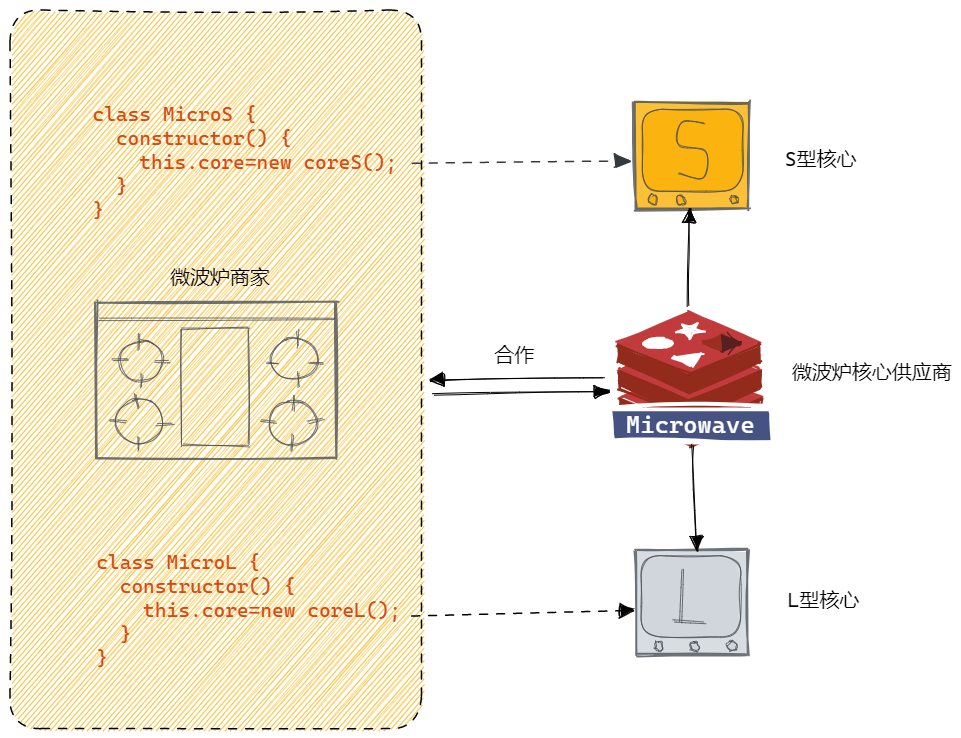 class MicroS {
constructor() {
this.core=new coreS();
}
}
S
S型核心
微波炉商家
合作
微波炉核心供应商
Microwave
class MicroL {
constructor() {
this.core=new coreL();
}
}
L
L型核心